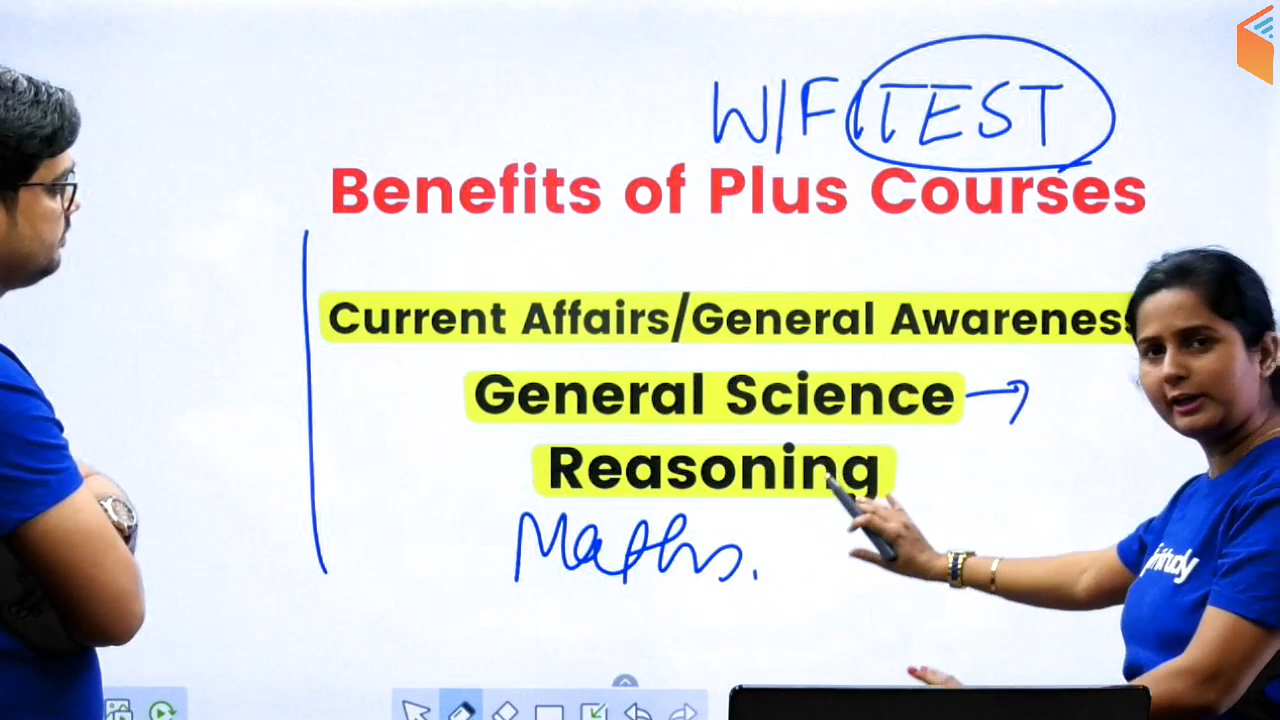 W/F TEST
Benefits of Plus Courses
Current Affairs/General Awareness
General Science
Reasoning
Maths.